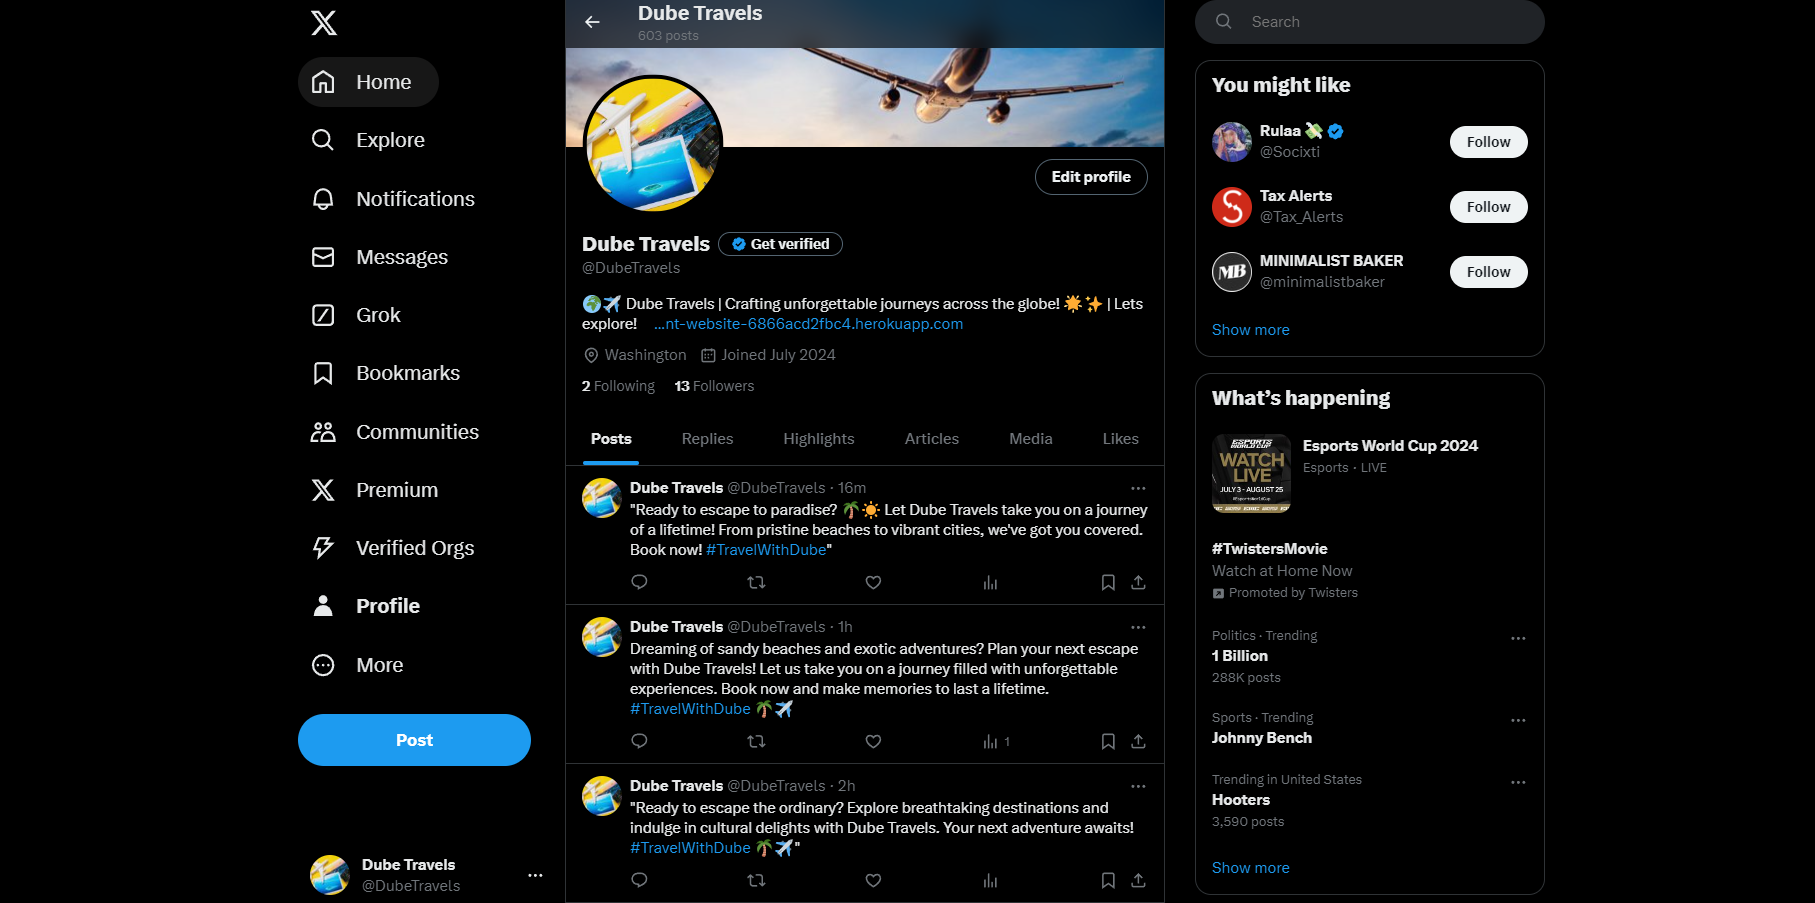 Home
Explore
Notifications
Messages
Grok
Bookmarks
Communities
Premium
Verified Orgs
Profile
More
Post
Dube Travels
@DubeTravels
Dube Travels
603 posts
Edit profile
Dube Travels Get verified
@DubeTravels
🌍✈️ Dube Travels | Crafting unforgettable journeys across the globe! ☀️✨ | Lets
explore! …nt-website-6866acd2fbc4.herokuapp.com
Washington Joined July 2024
2 Following 13 Followers
Posts Replies Highlights Articles Media Likes
Dube Travels @DubeTravels · 16m
"Ready to escape to paradise? 🌴☀️ Let Dube Travels take you on a journey
of a lifetime! From pristine beaches to vibrant cities, we've got you covered.
Book now! #TravelWithDube"
Dube Travels @DubeTravels · 1h
Dreaming of sandy beaches and exotic adventures? Plan your next escape
with Dube Travels! Let us take you on a journey filled with unforgettable
experiences. Book now and make memories to last a lifetime.
#TravelWithDube 🌴✈️
1
Dube Travels @DubeTravels · 2h
"Ready to escape the ordinary? Explore breathtaking destinations and
indulge in cultural delights with Dube Travels. Your next adventure awaits!
#TravelWithDube 🌴✈️"
Search
You might like
Rulaa 💸
@Socixti
Follow
Tax Alerts
@Tax_Alerts
Follow
MB
MINIMALIST BAKER
@minimalistbaker
Follow
Show more
What's happening
ESPORTS
WORLD CUP
WATCH
LIVE
JULY 3 - AUGUST 25
#EsportsWorldCup
Esports World Cup 2024
Esports · LIVE
#TwistersMovie
Watch at Home Now
Promoted by Twisters
Politics · Trending
1 Billion
288K posts
Sports · Trending
Johnny Bench
Trending in United States
Hooters
3,590 posts
Show more